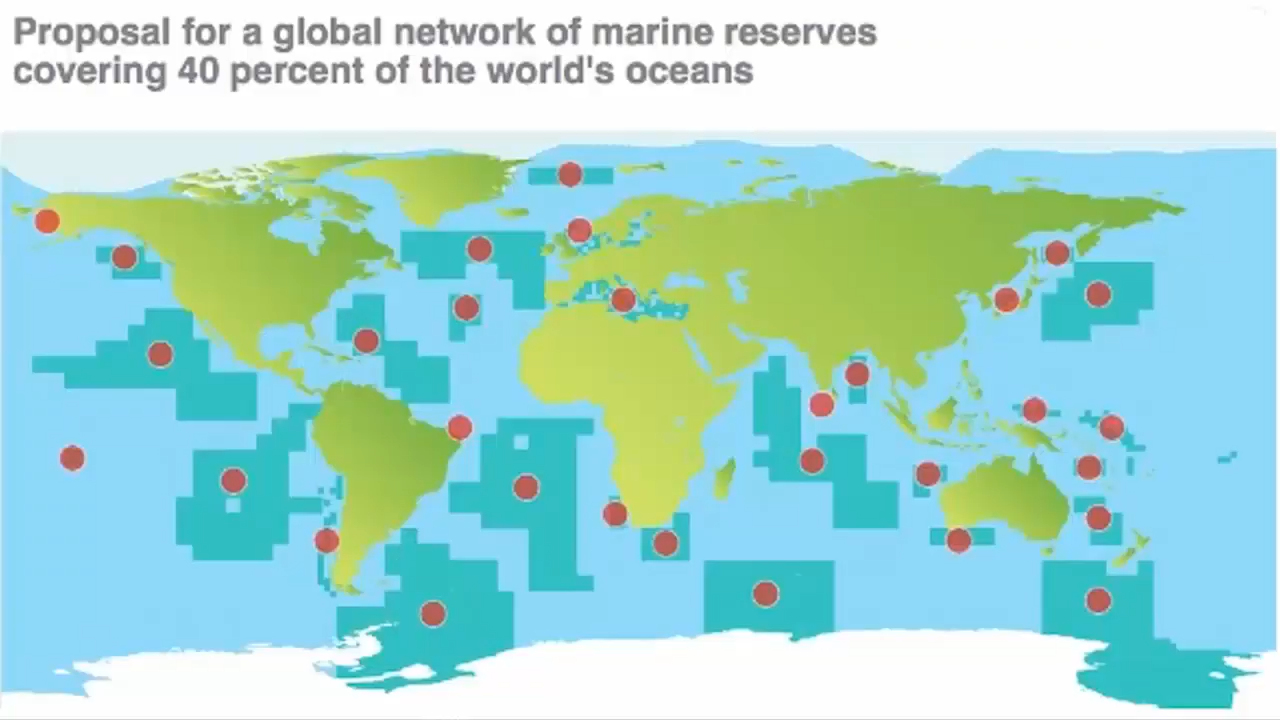 Proposal for a global network of marine reserves
covering 40 percent of the world's oceans